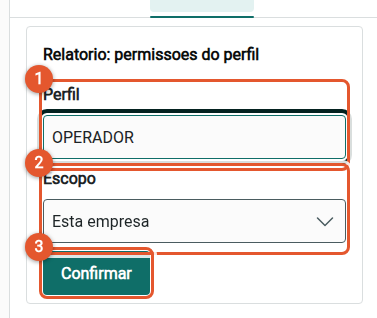 Relatorio: permissoes do perfil
1
Perfil
OPERADOR
2
Escopo
Esta empresa
3
Confirmar